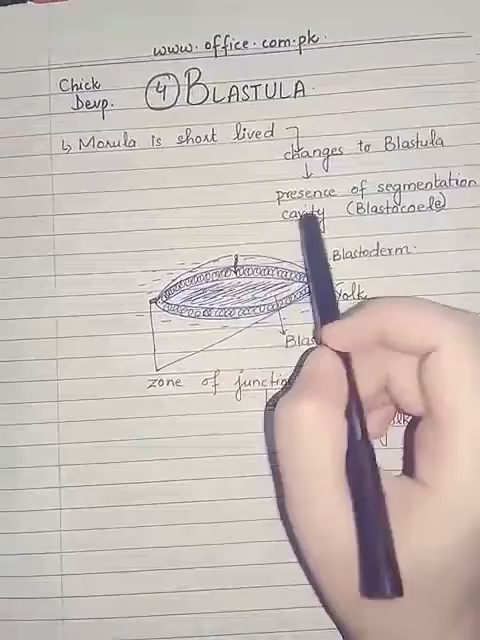 www.office.com.pk.
Chick
Devp.
④ BLASTULA.
↳ Morula is short lived
changes to Blastula
↓
presence of segmentation
cavity (Blastocoele)
Blastoderm.
Yolk
zone of junction